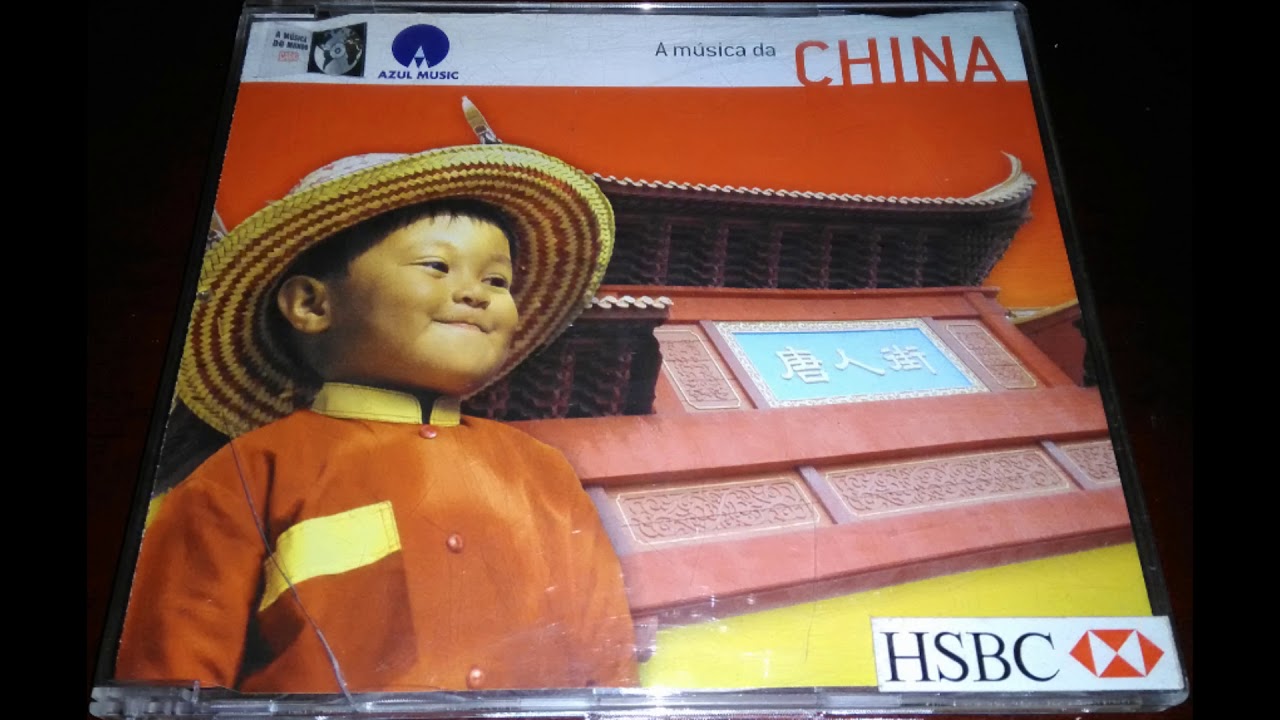 A MÚSICA
DO MUNDO
AZUL MUSIC
A música da CHINA
唐人街
HSBC